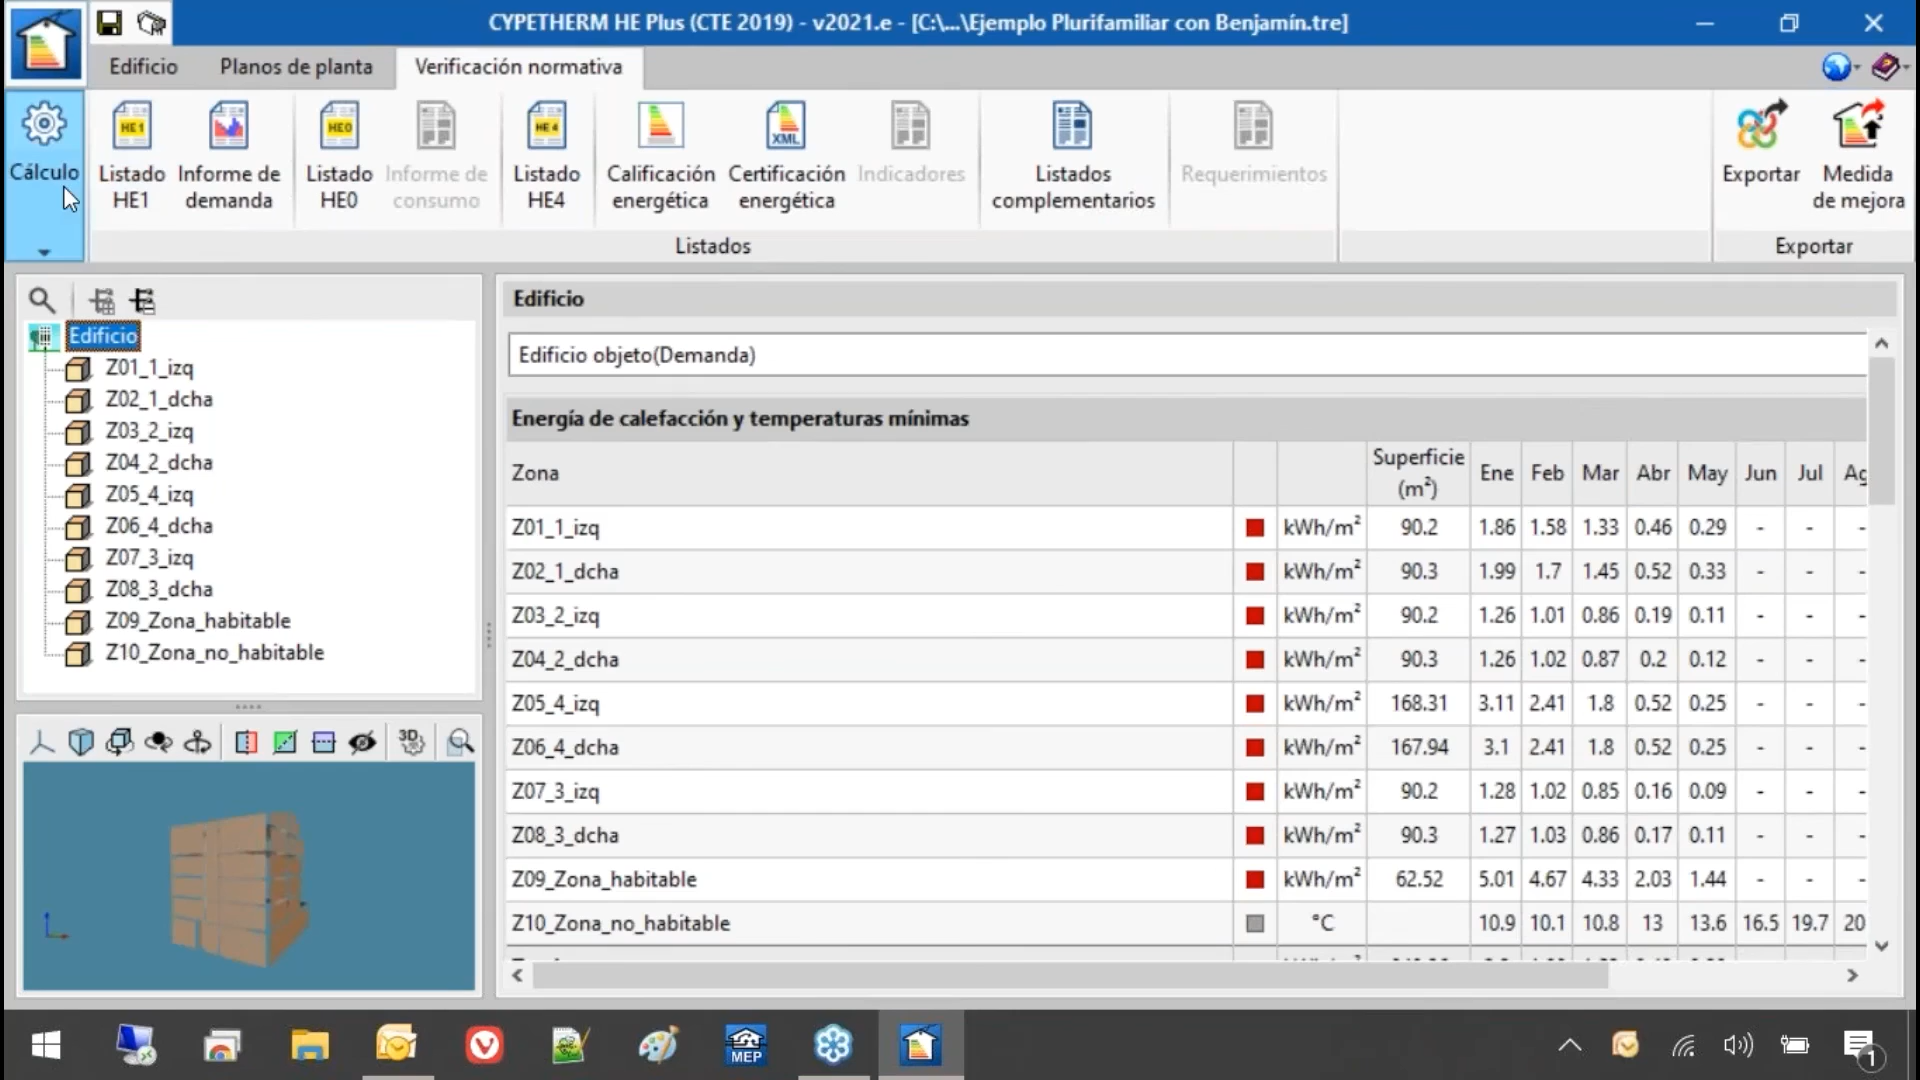 CYPETHERM HE Plus (CTE 2019) - v2021.e - [C:\...\Ejemplo Plurifamiliar con Benjamín.tre]
Edificio Planos de planta Verificación normativa
Cálculo
HE 1
Listado HE1
Informe de demanda
HE0
Listado HE0
Informe de consumo
HE 4
Listado HE4
Calificación energética
XML
Certificación energética
Indicadores
Listados complementarios
Requerimientos
Exportar
Medida de mejora
Listados
Exportar
Edificio
Z01_1_izq
Z02_1_dcha
Z03_2_izq
Z04_2_dcha
Z05_4_izq
Z06_4_dcha
Z07_3_izq
Z08_3_dcha
Z09_Zona_habitable
Z10_Zona_no_habitable
3D
Edificio
Edificio objeto(Demanda)
Energía de calefacción y temperaturas mínimas
Zona Superficie (m²) Ene Feb Mar Abr May Jun Jul Ag
Z01_1_izq kWh/m² 90.2 1.86 1.58 1.33 0.46 0.29 - - -
Z02_1_dcha kWh/m² 90.3 1.99 1.7 1.45 0.52 0.33 - - -
Z03_2_izq kWh/m² 90.2 1.26 1.01 0.86 0.19 0.11 - - -
Z04_2_dcha kWh/m² 90.3 1.26 1.02 0.87 0.2 0.12 - - -
Z05_4_izq kWh/m² 168.31 3.11 2.41 1.8 0.52 0.25 - - -
Z06_4_dcha kWh/m² 167.94 3.1 2.41 1.8 0.52 0.25 - - -
Z07_3_izq kWh/m² 90.2 1.28 1.02 0.85 0.16 0.09 - - -
Z08_3_dcha kWh/m² 90.3 1.27 1.03 0.86 0.17 0.11 - - -
Z09_Zona_habitable kWh/m² 62.52 5.01 4.67 4.33 2.03 1.44 - - -
Z10_Zona_no_habitable °C 10.9 10.1 10.8 13 13.6 16.5 19.7 20
MEP
1